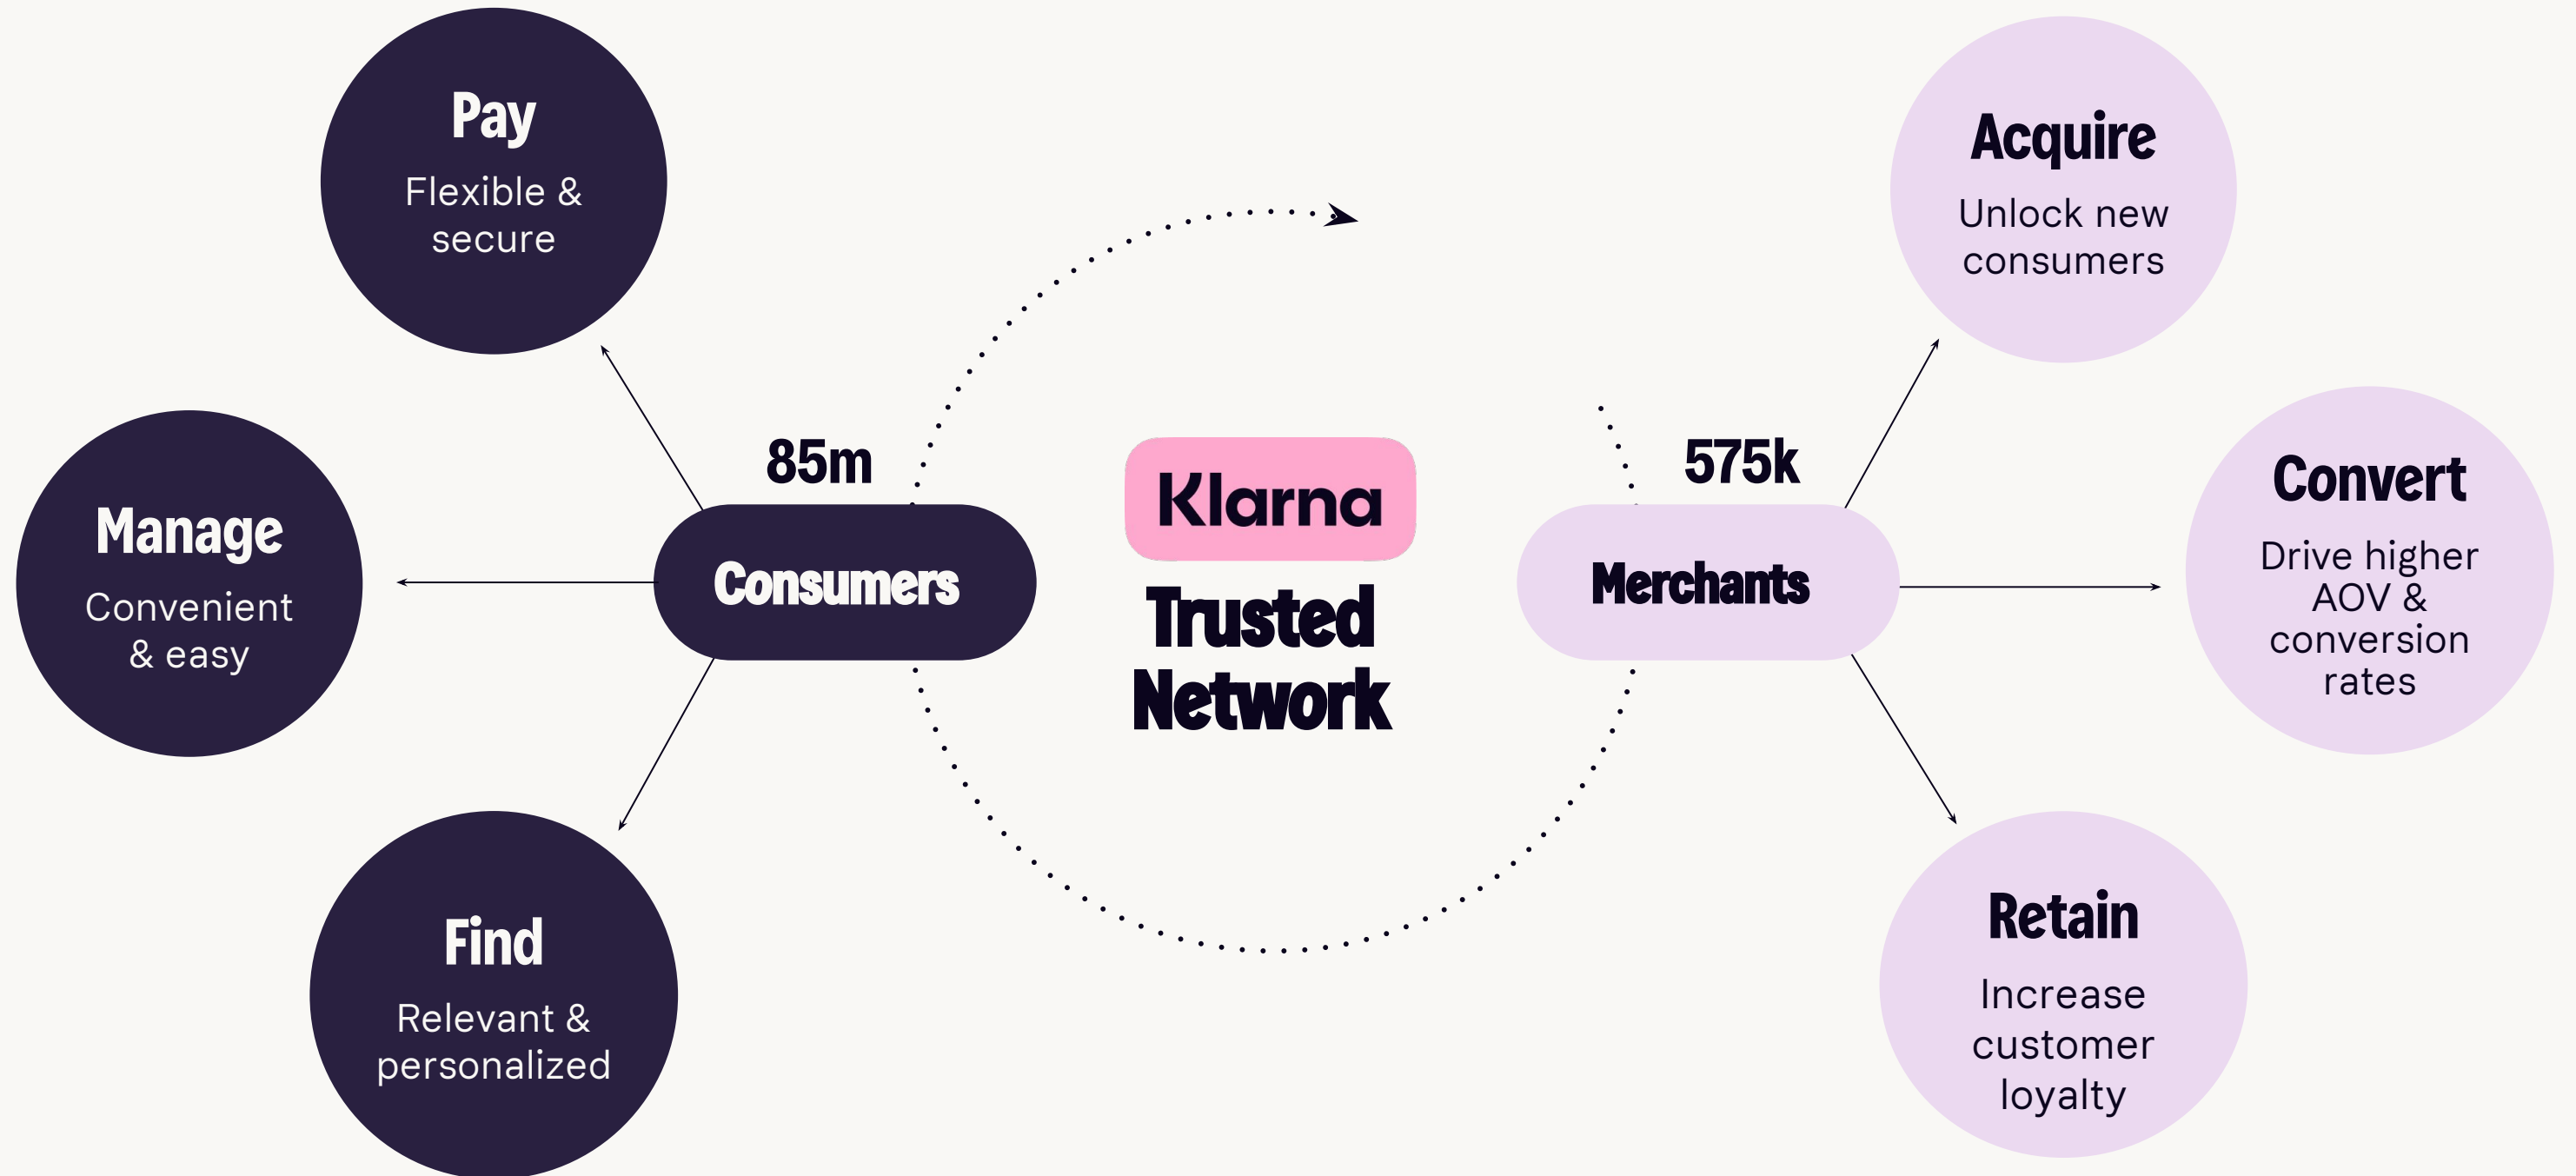 Pay
Flexible &
secure
Manage
Convenient
& easy
Find
Relevant &
personalized
85m
Consumers
Klarna
Trusted
Network
575k
Merchants
Acquire
Unlock new
consumers
Convert
Drive higher
AOV &
conversion
rates
Retain
Increase
customer
loyalty